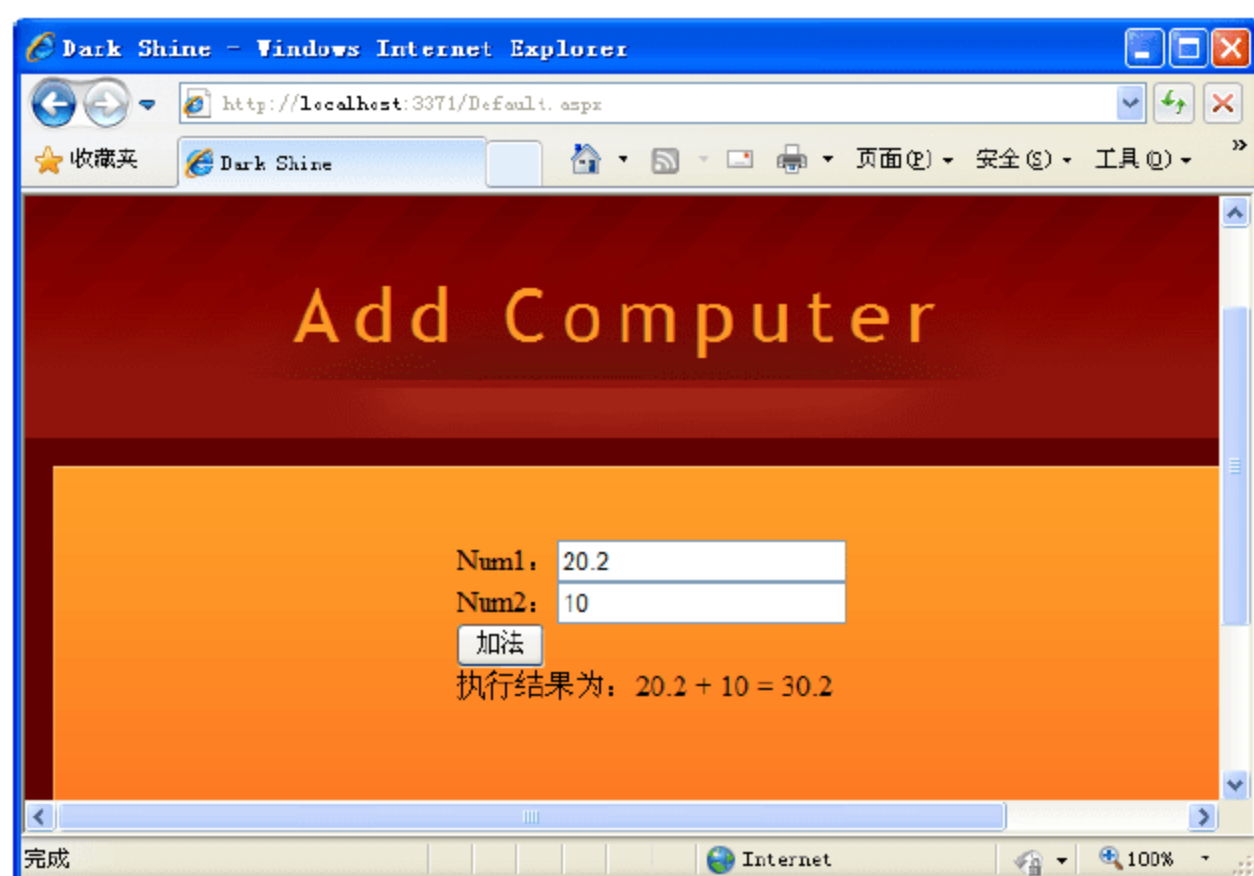 Dark Shine - Windows Internet Explorer
http://localhost:3371/Default.aspx
收藏夹 Dark Shine 页面(P) 安全(S) 工具(O) »
Add Computer
Num1：20.2
Num2：10
加法
执行结果为：20.2 + 10 = 30.2
完成 Internet 100%